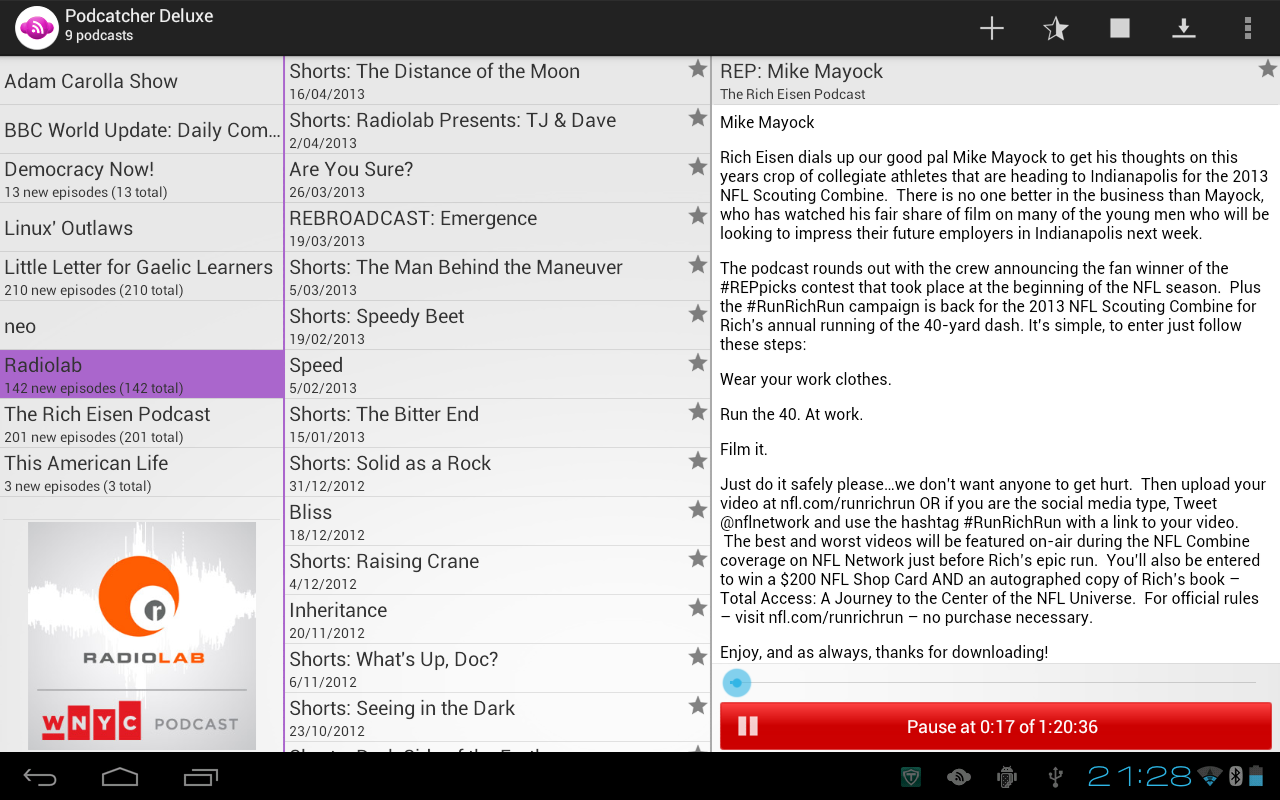 Podcatcher Deluxe
9 podcasts
Adam Carolla Show
BBC World Update: Daily Com...
Democracy Now!
13 new episodes (13 total)
Linux' Outlaws
Little Letter for Gaelic Learners
210 new episodes (210 total)
neo
Radiolab
142 new episodes (142 total)
The Rich Eisen Podcast
201 new episodes (201 total)
This American Life
3 new episodes (3 total)
r
RADIOLAB
WNYC PODCAST
Shorts: The Distance of the Moon
16/04/2013
Shorts: Radiolab Presents: TJ & Dave
2/04/2013
Are You Sure?
26/03/2013
REBROADCAST: Emergence
19/03/2013
Shorts: The Man Behind the Maneuver
5/03/2013
Shorts: Speedy Beet
19/02/2013
Speed
5/02/2013
Shorts: The Bitter End
15/01/2013
Shorts: Solid as a Rock
31/12/2012
Bliss
18/12/2012
Shorts: Raising Crane
4/12/2012
Inheritance
20/11/2012
Shorts: What's Up, Doc?
6/11/2012
Shorts: Seeing in the Dark
23/10/2012
Shorts: Dark Side of the Earth
REP: Mike Mayock
The Rich Eisen Podcast
Mike Mayock
Rich Eisen dials up our good pal Mike Mayock to get his thoughts on this
years crop of collegiate athletes that are heading to Indianapolis for the 2013
NFL Scouting Combine.  There is no one better in the business than Mayock,
who has watched his fair share of film on many of the young men who will be
looking to impress their future employers in Indianapolis next week.
The podcast rounds out with the crew announcing the fan winner of the
#REPpicks contest that took place at the beginning of the NFL season.  Plus
the #RunRichRun campaign is back for the 2013 NFL Scouting Combine for
Rich's annual running of the 40-yard dash. It's simple, to enter just follow
these steps:
Wear your work clothes.
Run the 40. At work.
Film it.
Just do it safely please…we don't want anyone to get hurt.  Then upload your
video at nfl.com/runrichrun OR if you are the social media type, Tweet
@nflnetwork and use the hashtag #RunRichRun with a link to your video.
The best and worst videos will be featured on-air during the NFL Combine
coverage on NFL Network just before Rich's epic run.  You'll also be entered
to win a $200 NFL Shop Card AND an autographed copy of Rich's book –
Total Access: A Journey to the Center of the NFL Universe.  For official rules
– visit nfl.com/runrichrun – no purchase necessary.
Enjoy, and as always, thanks for downloading!
Pause at 0:17 of 1:20:36
21:28